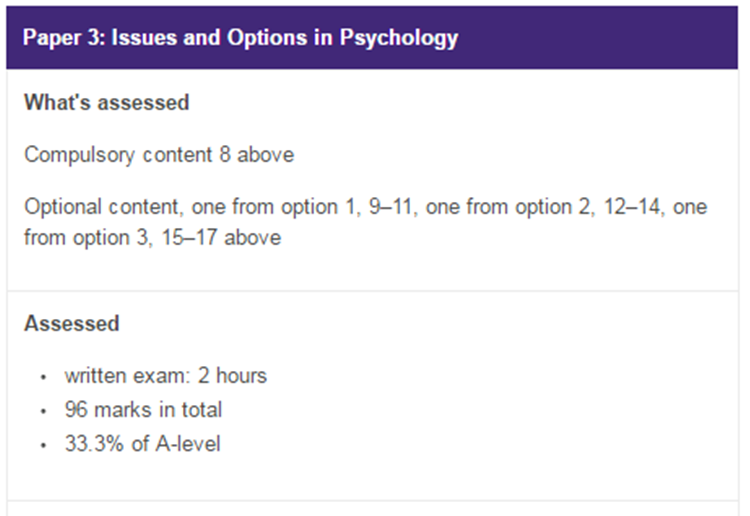 Paper 3: Issues and Options in Psychology
What's assessed
Compulsory content 8 above
Optional content, one from option 1, 9–11, one from option 2, 12–14, one
from option 3, 15–17 above
Assessed
• written exam: 2 hours
• 96 marks in total
• 33.3% of A-level